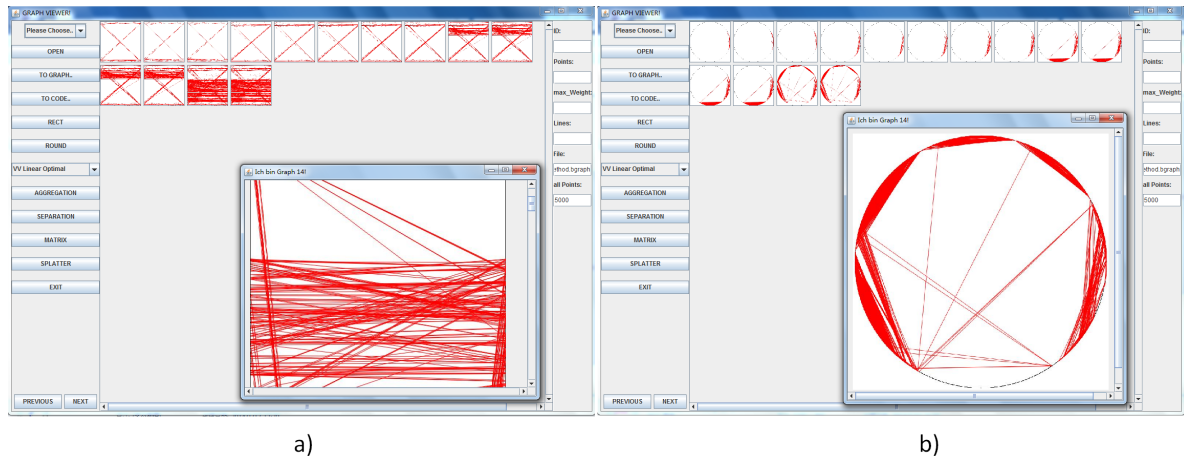 GRAPH VIEWER!
Please Choose..
OPEN
TO GRAPH..
TO CODE..
RECT
ROUND
VV Linear Optimal
AGGREGATION
SEPARATION
MATRIX
SPLATTER
EXIT
PREVIOUS NEXT
ID:
Points:
max_Weight:
Lines:
File:
ethod.bgraph
all Points:
5000
Ich bin Graph 14!
a)
GRAPH VIEWER!
Please Choose..
OPEN
TO GRAPH..
TO CODE..
RECT
ROUND
VV Linear Optimal
AGGREGATION
SEPARATION
MATRIX
SPLATTER
EXIT
PREVIOUS NEXT
ID:
Points:
max_Weight:
Lines:
File:
ethod.bgraph
all Points:
5000
Ich bin Graph 14!
b)